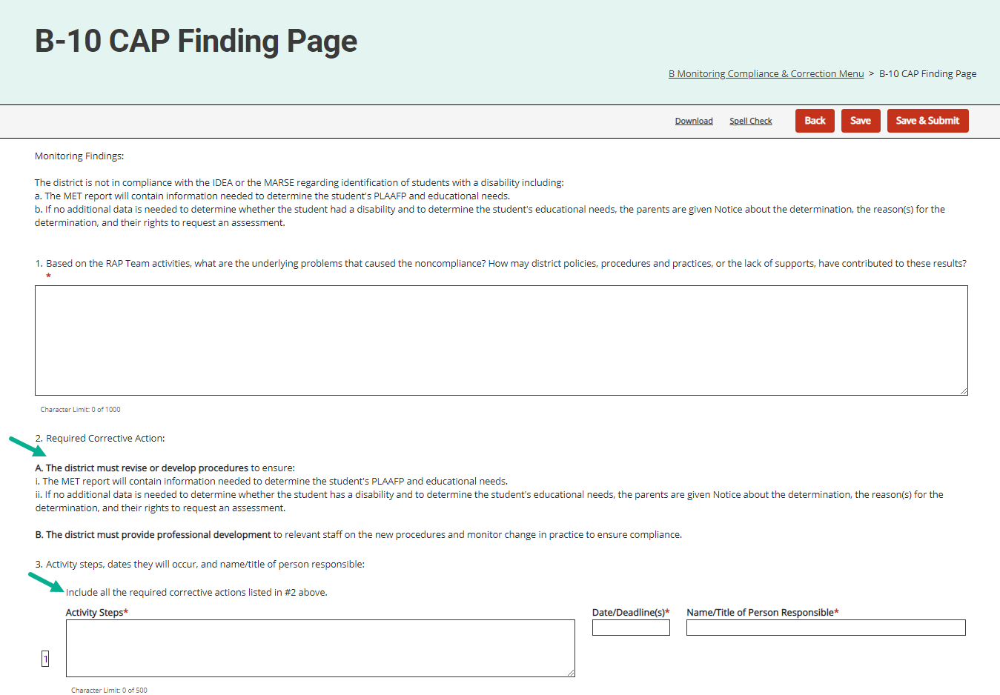 B-10 CAP Finding Page
B Monitoring Compliance & Correction Menu > B-10 CAP Finding Page
Download Spell Check Back Save Save & Submit
Monitoring Findings:
The district is not in compliance with the IDEA or the MARSE regarding identification of students with a disability including:
a. The MET report will contain information needed to determine the student's PLAAFP and educational needs.
b. If no additional data is needed to determine whether the student had a disability and to determine the student's educational needs, the parents are given Notice about the determination, the reason(s) for the
determination, and their rights to request an assessment.
1. Based on the RAP Team activities, what are the underlying problems that caused the noncompliance? How may district policies, procedures and practices, or the lack of supports, have contributed to these results?
*
Character Limit: 0 of 1000
2. Required Corrective Action:
A. The district must revise or develop procedures to ensure:
i. The MET report will contain information needed to determine the student's PLAAFP and educational needs.
ii. If no additional data is needed to determine whether the student has a disability and to determine the student's educational needs, the parents are given Notice about the determination, the reason(s) for the
determination, and their rights to request an assessment.
B. The district must provide professional development to relevant staff on the new procedures and monitor change in practice to ensure compliance.
3. Activity steps, dates they will occur, and name/title of person responsible:
Include all the required corrective actions listed in #2 above.
Activity Steps* Date/Deadline(s)* Name/Title of Person Responsible*
1
Character Limit: 0 of 500